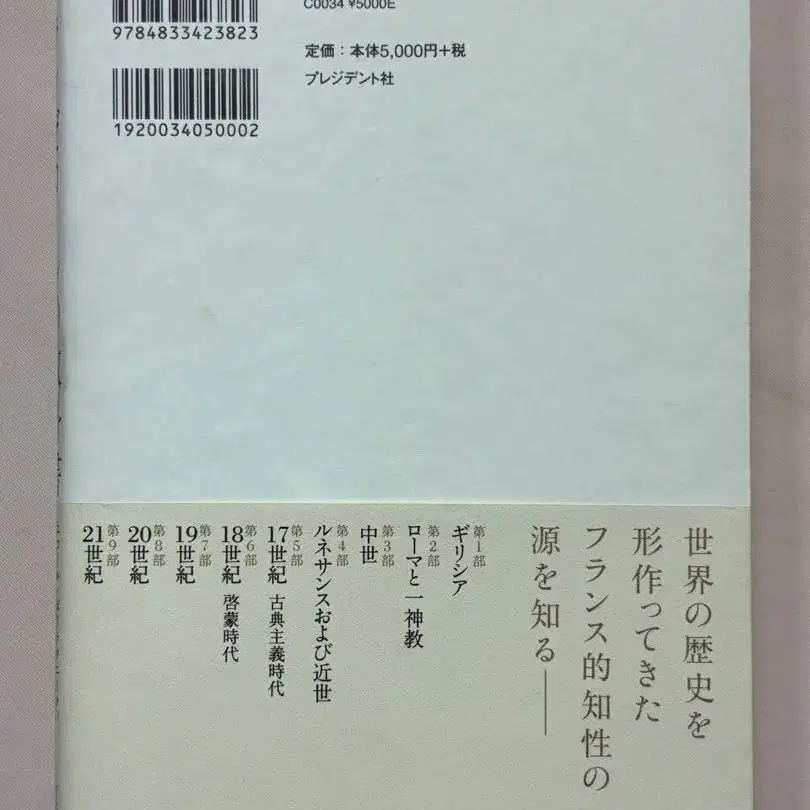 9784833423823
1920034050002
C0034 ¥5000E
定価：本体5,000円＋税
プレジデント社
世界の歴史を
形作ってきた
フランス的知性の
源を知る――
第1部
ギリシア
第2部
ローマと一神教
第3部
中世
第4部
ルネサンスおよび近世
第5部
17世紀 古典主義時代
第6部
18世紀 啓蒙時代
第7部
19世紀
第8部
20世紀
第9部
21世紀